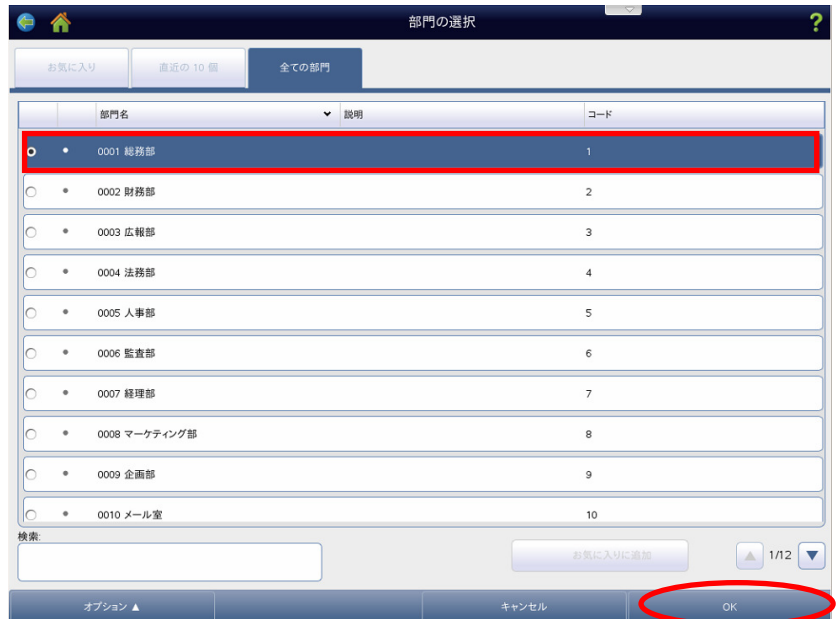 部門の選択
?
お気に入り 直近の 10 個 全ての部門
部門名 説明 コード
0001 総務部 1
0002 財務部 2
0003 広報部 3
0004 法務部 4
0005 人事部 5
0006 監査部 6
0007 経理部 7
0008 マーケティング部 8
0009 企画部 9
0010 メール室 10
検索:
お気に入りに追加 1/12
オプション ▲ キャンセル OK